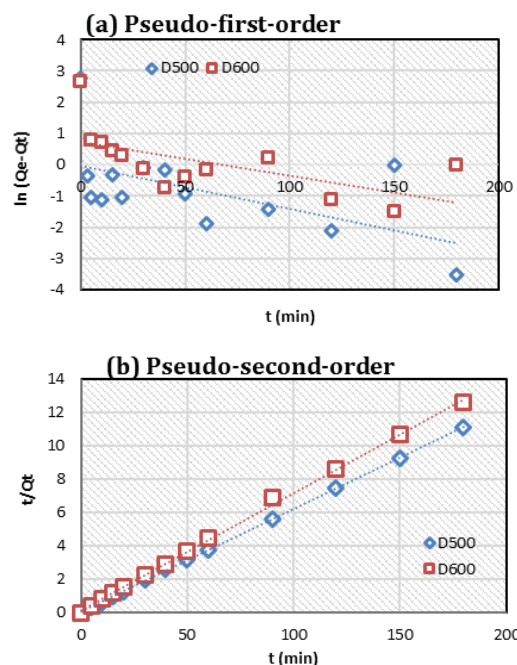 (a) Pseudo-first-order
4
3
2
1
0
-1
-2
-3
-4
0
50
100
150
200
D500
D600
ln (Qe-Qt)
t (min)
(b) Pseudo-second-order
14
12
10
8
6
4
2
0
0
50
100
150
200
D500
D600
t/Qt
t (min)